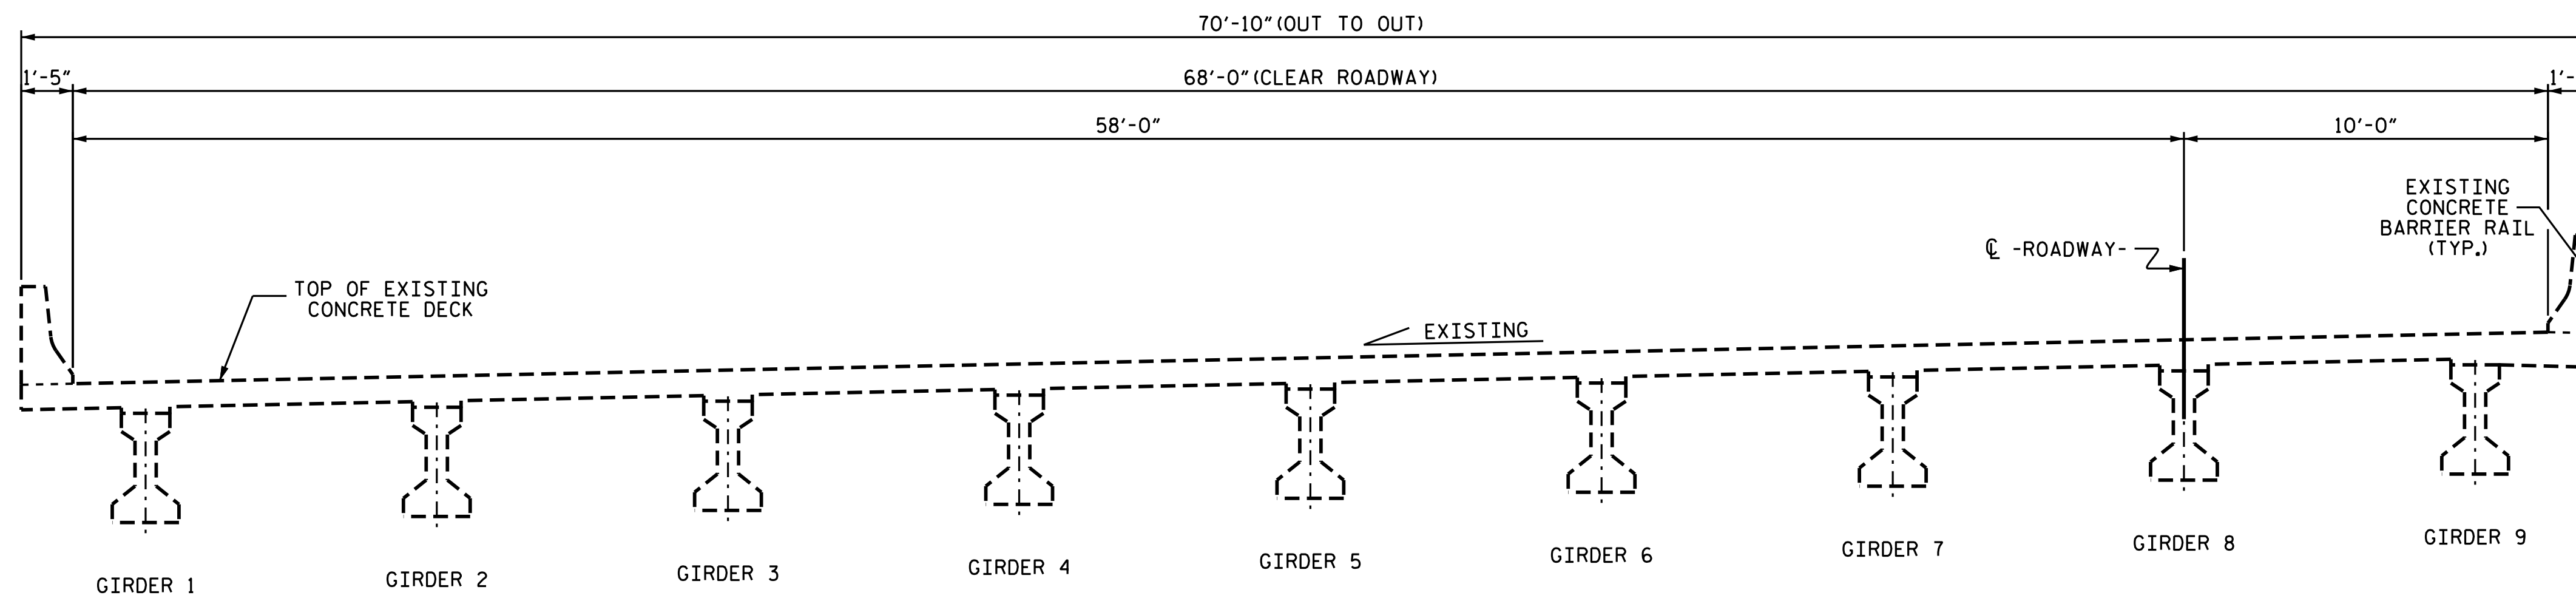 70'-10" (OUT TO OUT)
1'-5"
68'-0" (CLEAR ROADWAY)
1'-
58'-0"
10'-0"
EXISTING
CONCRETE
BARRIER RAIL
(TYP.)
℄ -ROADWAY-
TOP OF EXISTING
CONCRETE DECK
EXISTING
GIRDER 1
GIRDER 2
GIRDER 3
GIRDER 4
GIRDER 5
GIRDER 6
GIRDER 7
GIRDER 8
GIRDER 9